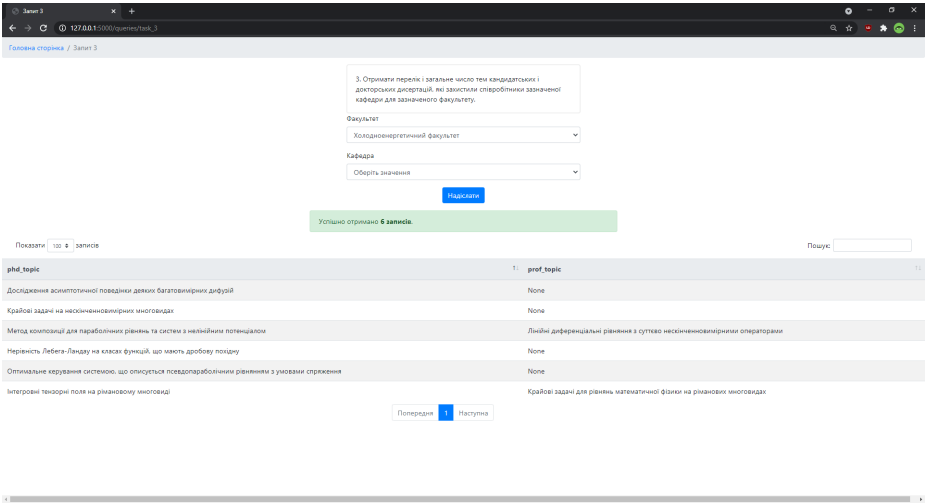 Запит 3
127.0.0.1:5000/queries/task_3
Головна сторінка / Запит 3
3. Отримати перелік і загальне число тем кандидатських і
докторських дисертацій, які захистили співробітники зазначеної
кафедри для зазначеного факультету.
Факультет
Холодноенергетичний факультет
Кафедра
Оберіть значення
Надіслати
Успішно отримано 6 записів.
Показати 100 записів Пошук:
phd_topic prof_topic
Дослідження асимптотичної поведінки деяких багатовимірних дифузій None
Крайові задачі на нескінченновимірних многовидах None
Метод композиції для параболічних рівнянь та систем з нелінійним потенціалом Лінійні диференціальні рівняння з суттєво нескінченновимірними операторами
Нерівність Лебега-Ландау на класах функцій, що мають дробову похідну None
Оптимальне керування системою, що описується псевдопараболічним рівнянням з умовами спряження None
Інтегровні тензорні поля на рімановому многовиді Крайові задачі для рівнянь математичної фізики на ріманових многовидах
Попередня 1 Наступна